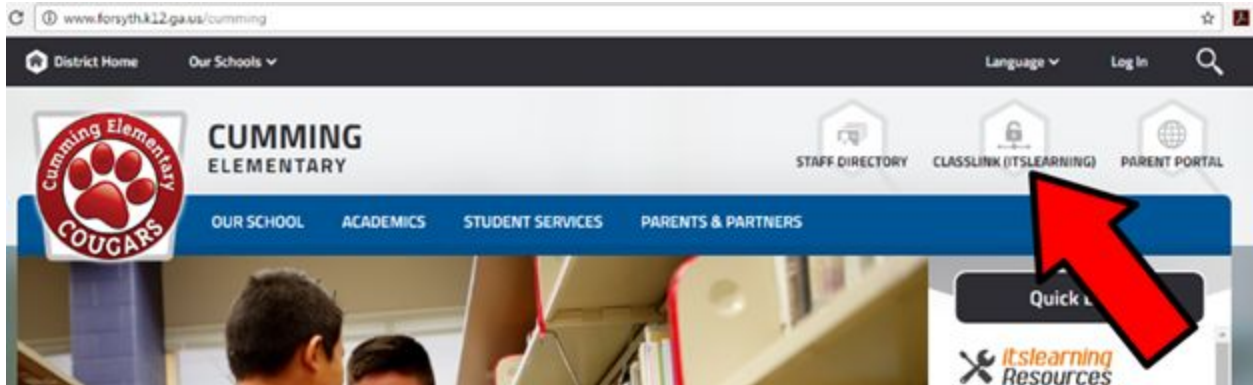 www.forsyth.k12.ga.us/cumming
District Home Our Schools Language Log In
Cumming Elementary
COUGARS
CUMMING
ELEMENTARY
STAFF DIRECTORY CLASSLINK (ITSLEARNING) PARENT PORTAL
OUR SCHOOL ACADEMICS STUDENT SERVICES PARENTS & PARTNERS
Quick
itslearning
Resources